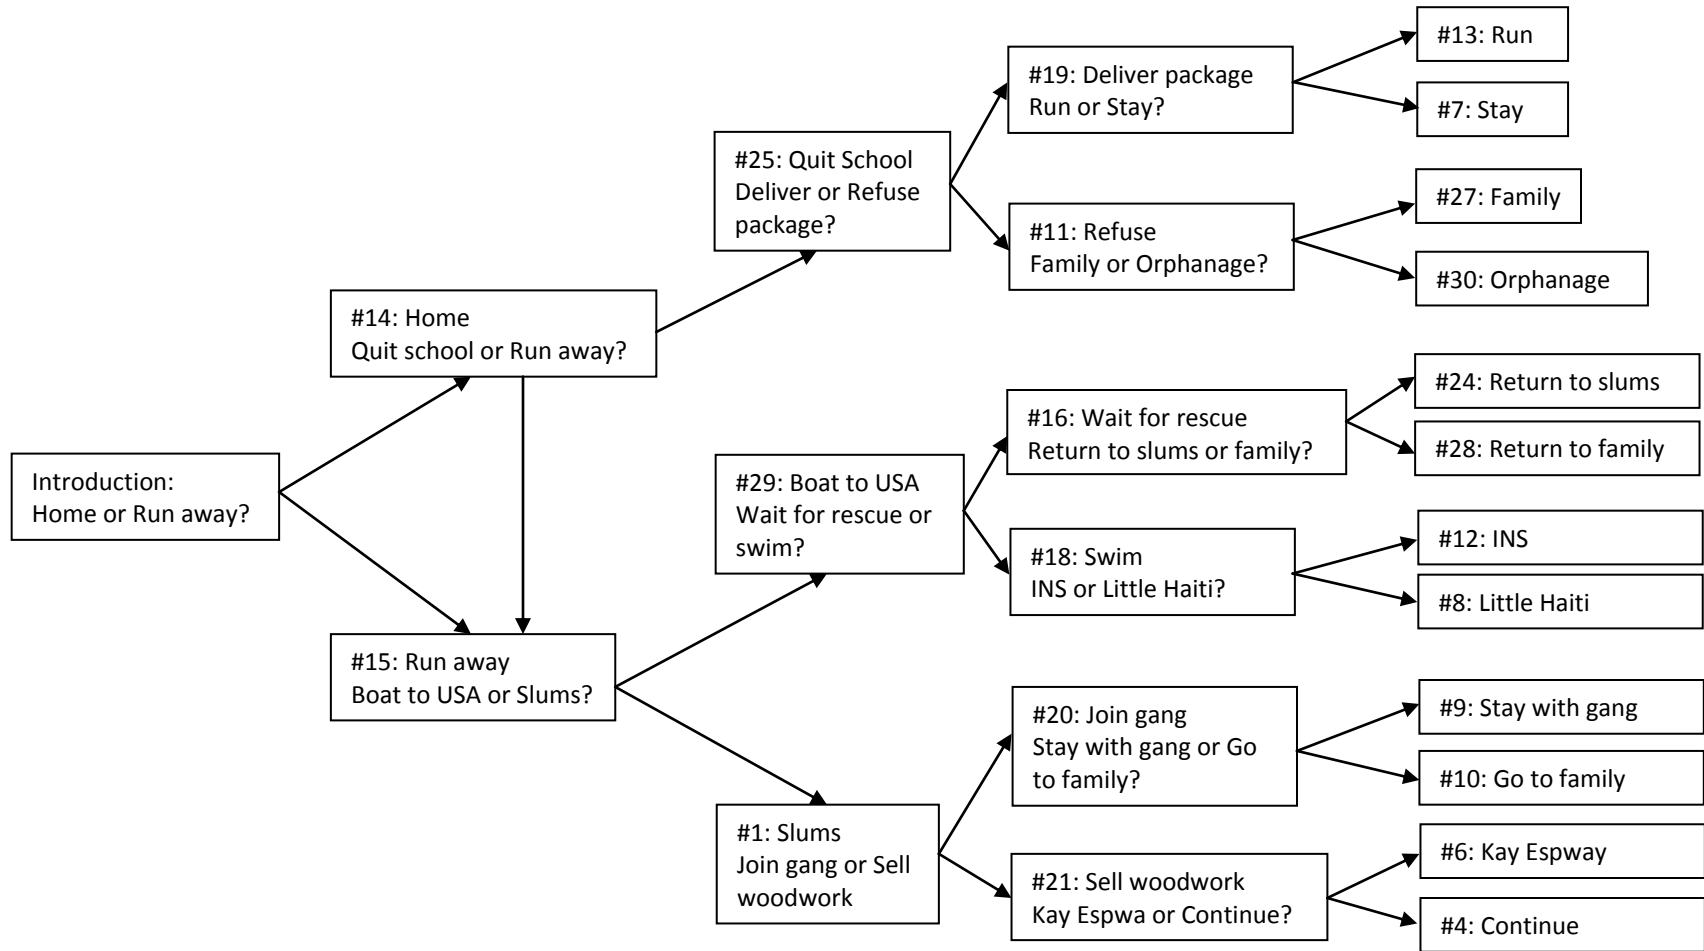 Introduction:
Home or Run away?
#14: Home
Quit school or Run away?
#15: Run away
Boat to USA or Slums?
#25: Quit School
Deliver or Refuse
package?
#29: Boat to USA
Wait for rescue or
swim?
#1: Slums
Join gang or Sell
woodwork
#19: Deliver package
Run or Stay?
#11: Refuse
Family or Orphanage?
#16: Wait for rescue
Return to slums or family?
#18: Swim
INS or Little Haiti?
#20: Join gang
Stay with gang or Go
to family?
#21: Sell woodwork
Kay Espwa or Continue?
#13: Run
#7: Stay
#27: Family
#30: Orphanage
#24: Return to slums
#28: Return to family
#12: INS
#8: Little Haiti
#9: Stay with gang
#10: Go to family
#6: Kay Espway
#4: Continue